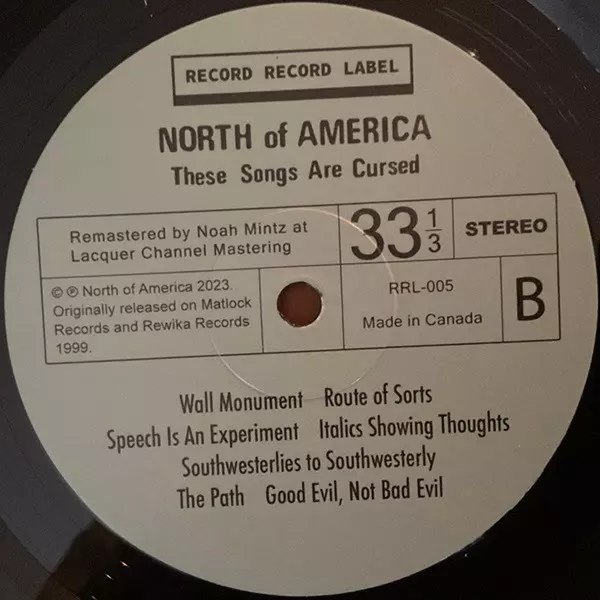 RECORD RECORD LABEL
NORTH of AMERICA
These Songs Are Cursed
Remastered by Noah Mintz at
Lacquer Channel Mastering
33 1/3
STEREO
© ℗ North of America 2023.
Originally released on Matlock
Records and Rewika Records
1999.
RRL-005
Made in Canada
B
Wall Monument Route of Sorts
Speech Is An Experiment Italics Showing Thoughts
Southwesterlies to Southwesterly
The Path Good Evil, Not Bad Evil